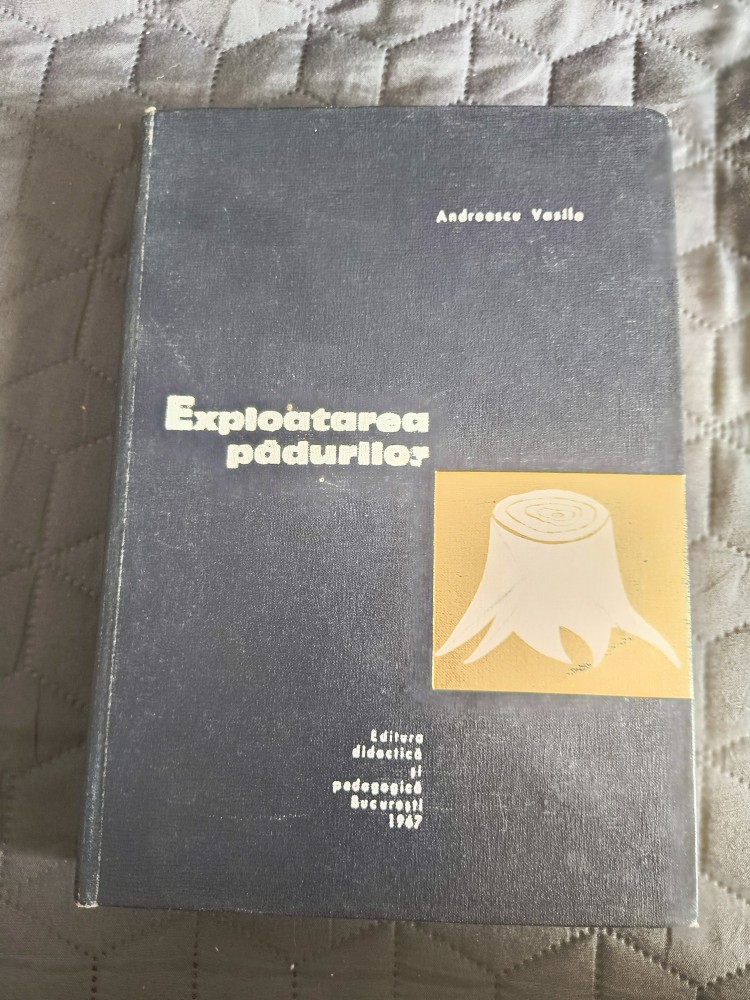 Andreescu Vasile
Exploatarea
pădurilor
Editura
didactică
și
pedagogică
București
1967